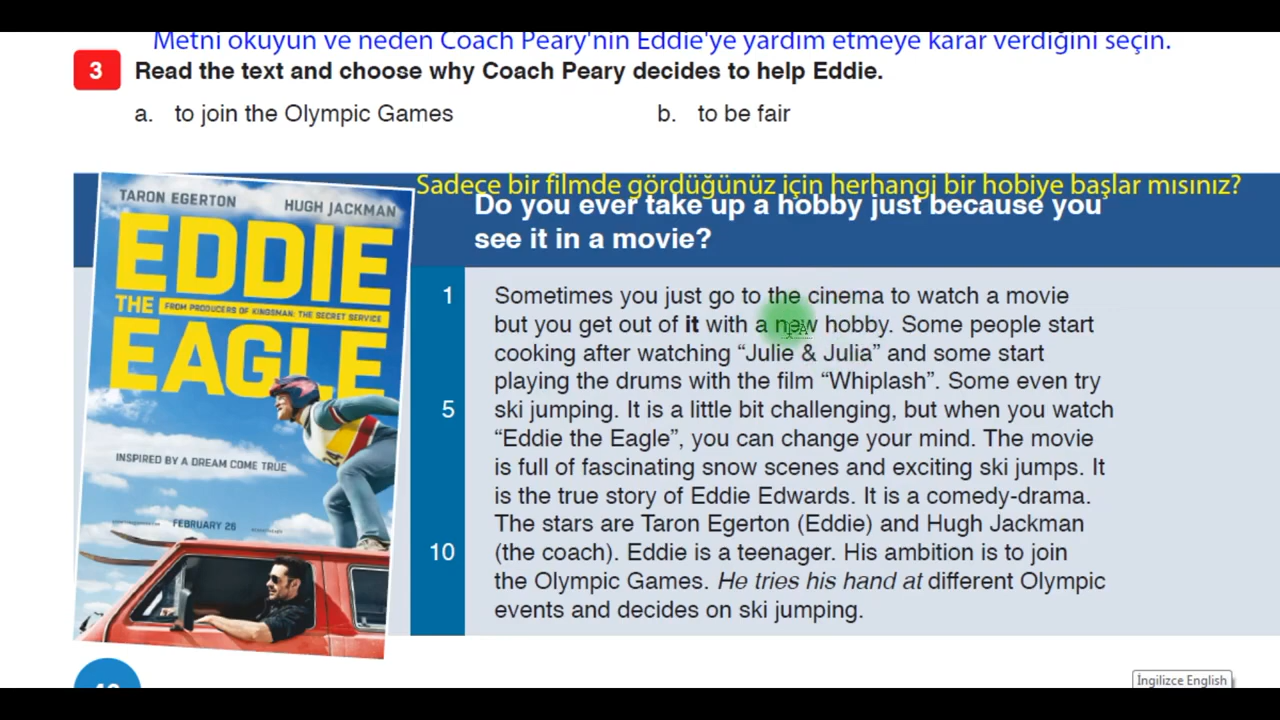 Metni okuyun ve neden Coach Peary'nin Eddie'ye yardım etmeye karar verdiğini seçin.
3 Read the text and choose why Coach Peary decides to help Eddie.
a. to join the Olympic Games b. to be fair
Sadece bir filmde gördüğünüz için herhangi bir hobiye başlar mısınız?
Do you ever take up a hobby just because you
see it in a movie?
TARON EGERTON HUGH JACKMAN
EDDIE
THE FROM PRODUCERS OF KINGSMAN: THE SECRET SERVICE
EAGLE
INSPIRED BY A DREAM COME TRUE
FEBRUARY 26
1 Sometimes you just go to the cinema to watch a movie
but you get out of it with a new hobby. Some people start
cooking after watching “Julie & Julia” and some start
playing the drums with the film “Whiplash”. Some even try
5 ski jumping. It is a little bit challenging, but when you watch
“Eddie the Eagle”, you can change your mind. The movie
is full of fascinating snow scenes and exciting ski jumps. It
is the true story of Eddie Edwards. It is a comedy-drama.
The stars are Taron Egerton (Eddie) and Hugh Jackman
10 (the coach). Eddie is a teenager. His ambition is to join
the Olympic Games. He tries his hand at different Olympic
events and decides on ski jumping.
İngilizce English